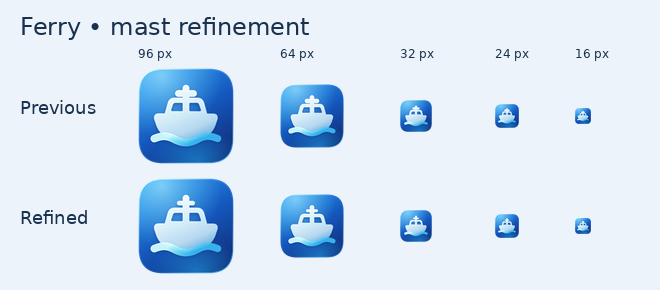 Ferry • mast refinement
96 px 64 px 32 px 24 px 16 px
Previous
Refined